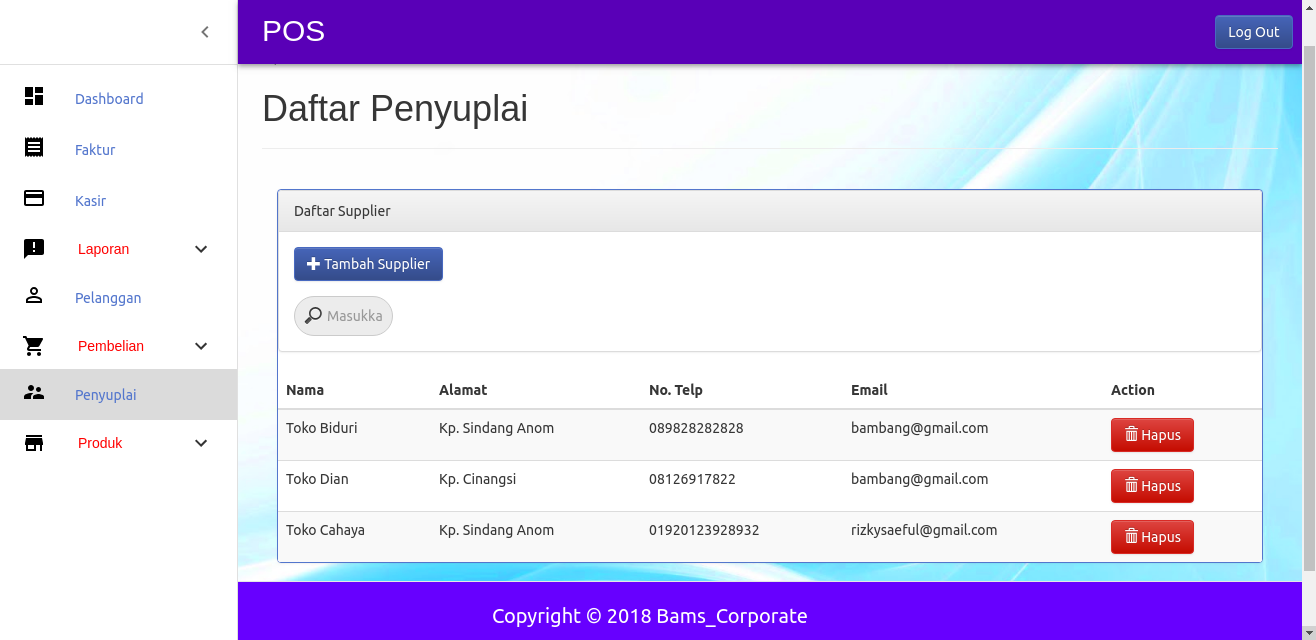 POS
Log Out
Dashboard
Faktur
Kasir
Laporan
Pelanggan
Pembelian
Penyuplai
Produk
Daftar Penyuplai
Daftar Supplier
Tambah Supplier
Masukka
Nama Alamat No. Telp Email Action
Toko Biduri Kp. Sindang Anom 089828282828 bambang@gmail.com Hapus
Toko Dian Kp. Cinangsi 08126917822 bambang@gmail.com Hapus
Toko Cahaya Kp. Sindang Anom 01920123928932 rizkysaeful@gmail.com Hapus
Copyright © 2018 Bams_Corporate